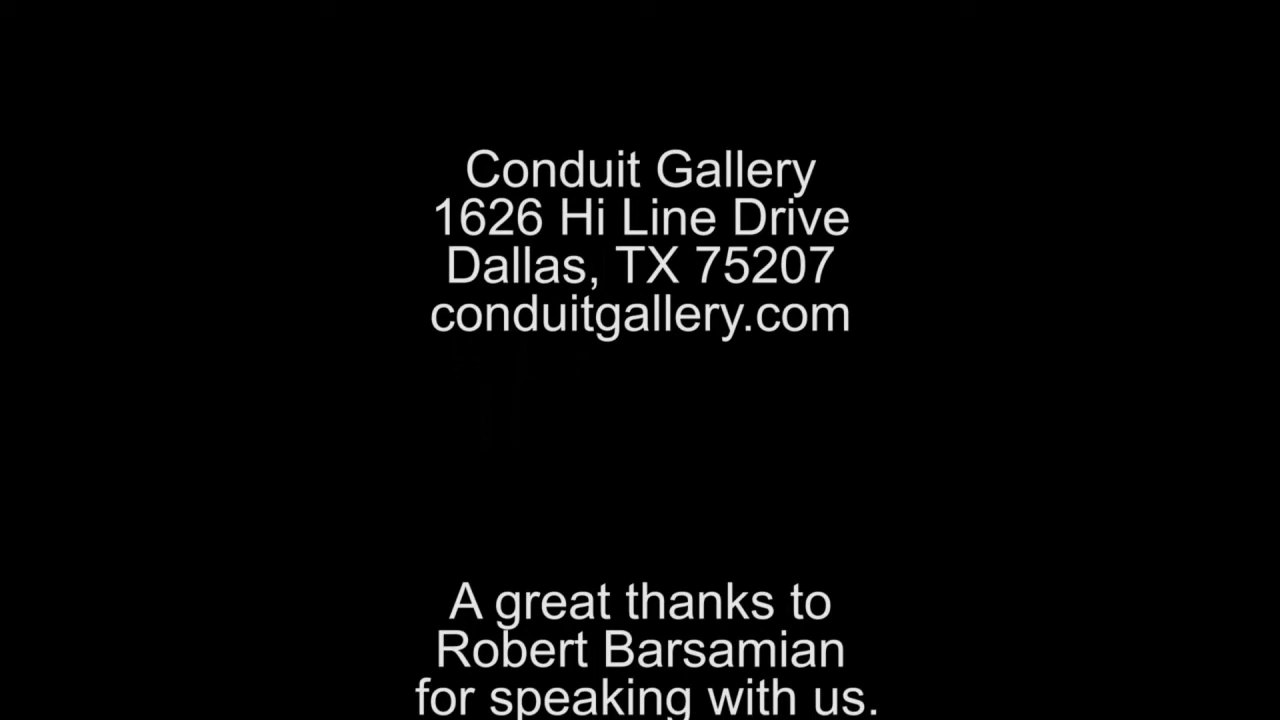 Conduit Gallery
1626 Hi Line Drive
Dallas, TX 75207
conduitgallery.com
A great thanks to
Robert Barsamian
for speaking with us.